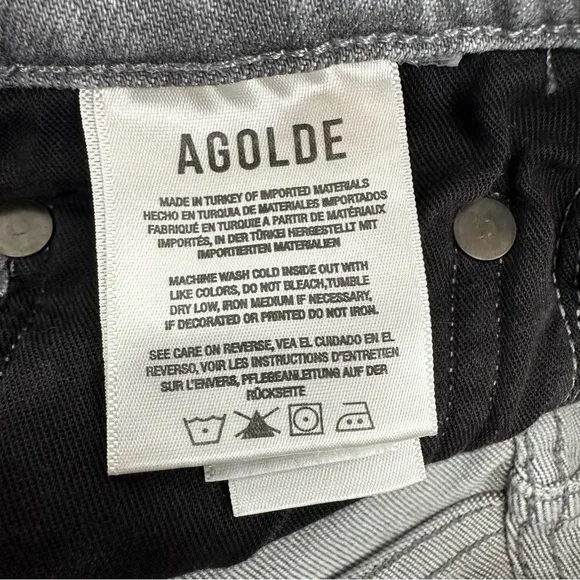 AGOLDE
MADE IN TURKEY OF IMPORTED MATERIALS
HECHO EN TURQUIA DE MATERIALES IMPORTADOS
FABRIQUÉ EN TURQUIE A PARTIR DE MATÉRIAUX
IMPORTÉS, IN DER TÜRKEI HERGESTELLT MIT
IMPORTIERTEN MATERIALIEN
MACHINE WASH COLD INSIDE OUT WITH
LIKE COLORS, DO NOT BLEACH,TUMBLE
DRY LOW, IRON MEDIUM IF NECESSARY,
IF DECORATED OR PRINTED DO NOT IRON.
SEE CARE ON REVERSE, VEA EL CUIDADO EN EL
REVERSO, VOIR LES INSTRUCTIONS D'ENTRETIEN
SUR L'ENVERS, PFLEGEANLEITUNG AUF DER
RÜCKSEITE